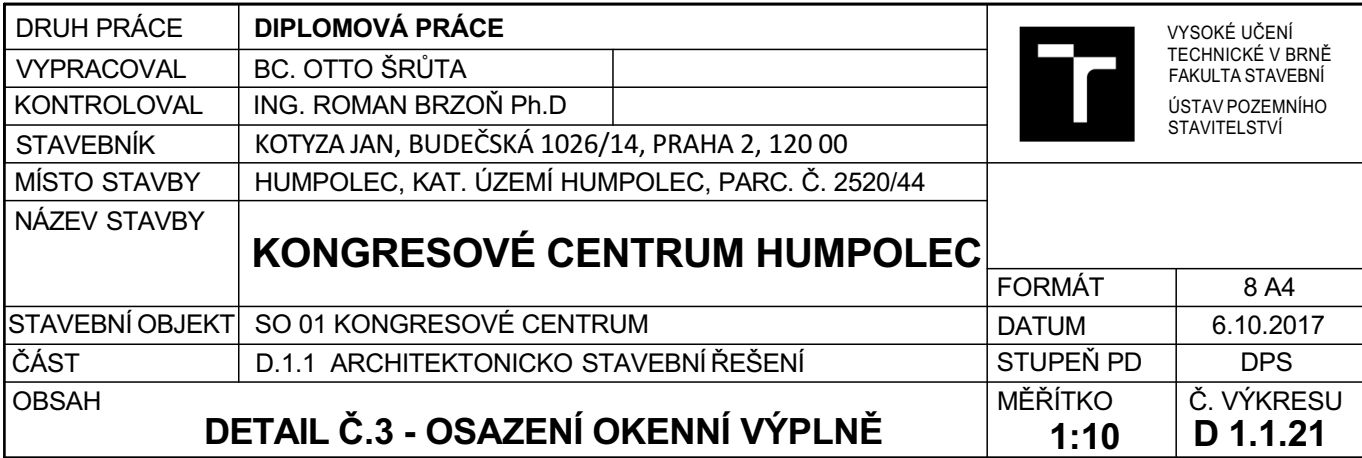 DRUH PRÁCE DIPLOMOVÁ PRÁCE
VYPRACOVAL BC. OTTO ŠRŮTA
KONTROLOVAL ING. ROMAN BRZOŇ Ph.D
STAVEBNÍK KOTYZA JAN, BUDEČSKÁ 1026/14, PRAHA 2, 120 00
MÍSTO STAVBY HUMPOLEC, KAT. ÚZEMÍ HUMPOLEC, PARC. Č. 2520/44
NÁZEV STAVBY
KONGRESOVÉ CENTRUM HUMPOLEC
STAVEBNÍ OBJEKT SO 01 KONGRESOVÉ CENTRUM
ČÁST D.1.1 ARCHITEKTONICKO STAVEBNÍ ŘEŠENÍ
OBSAH
DETAIL Č.3 - OSAZENÍ OKENNÍ VÝPLNĚ
VYSOKÉ UČENÍ
TECHNICKÉ V BRNĚ
FAKULTA STAVEBNÍ
ÚSTAV POZEMNÍHO
STAVITELSTVÍ
FORMÁT 8 A4
DATUM 6.10.2017
STUPEŇ PD DPS
MĚŘÍTKO Č. VÝKRESU
1:10 D 1.1.21